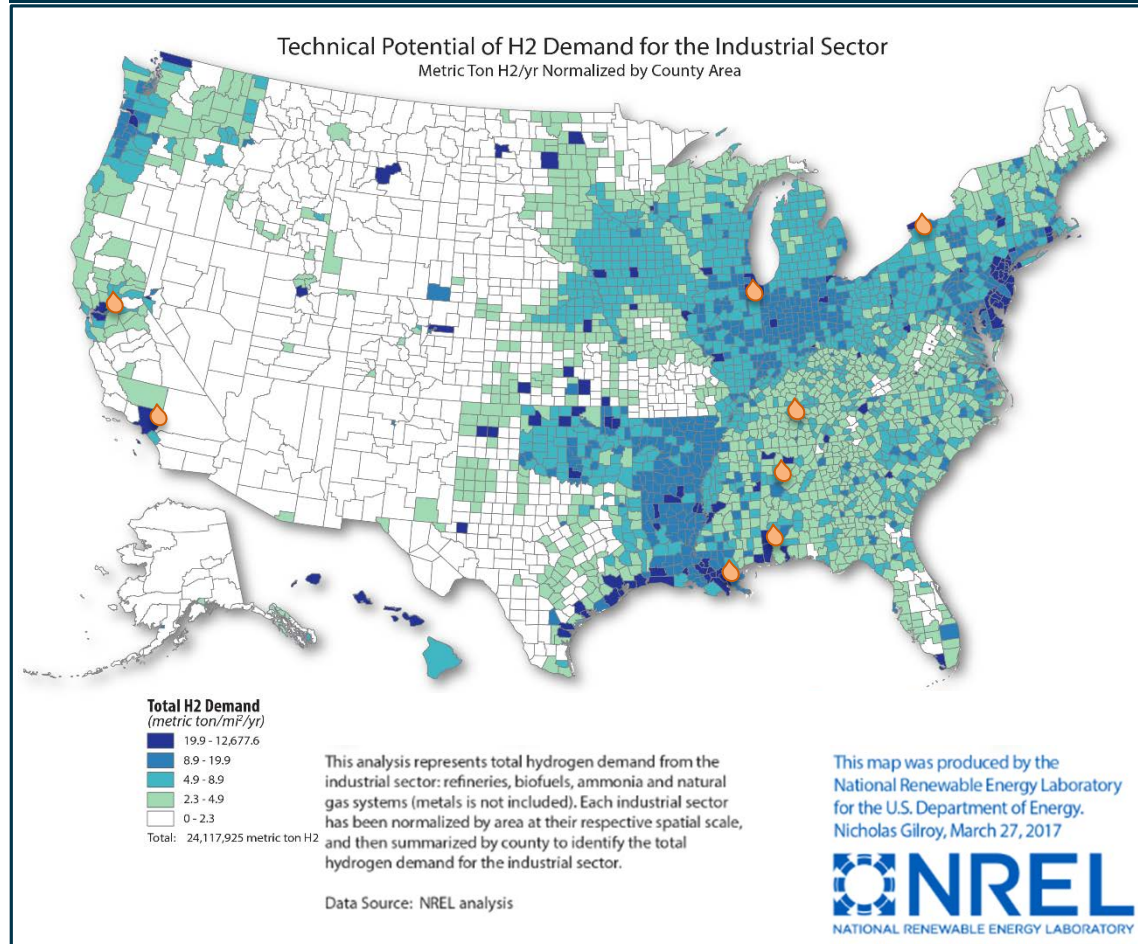 Technical Potential of H2 Demand for the Industrial Sector
Metric Ton H2/yr Normalized by County Area
Total H2 Demand
(metric ton/mi²/yr)
19.9 - 12,677.6
8.9 - 19.9
4.9 - 8.9
2.3 - 4.9
0 - 2.3
Total: 24,117,925 metric ton H2
This analysis represents total hydrogen demand from the
industrial sector: refineries, biofuels, ammonia and natural
gas systems (metals is not included). Each industrial sector
has been normalized by area at their respective spatial scale,
and then summarized by county to identify the total
hydrogen demand for the industrial sector.
Data Source: NREL analysis
This map was produced by the
National Renewable Energy Laboratory
for the U.S. Department of Energy.
Nicholas Gilroy, March 27, 2017
NREL
NATIONAL RENEWABLE ENERGY LABORATORY